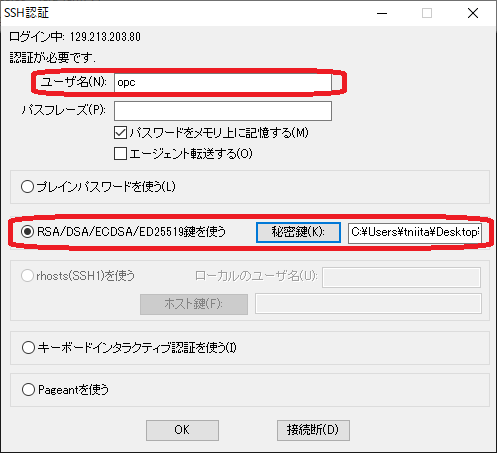 SSH認証
ログイン中: 129.213.203.80
認証が必要です.
ユーザ名(N): opc
パスフレーズ(P):
パスワードをメモリ上に記憶する(M)
エージェント転送する(O)
プレインパスワードを使う(L)
RSA/DSA/ECDSA/ED25519鍵を使う 秘密鍵(K): C:¥Users¥tniita¥Desktop¥
rhosts(SSH1)を使う ローカルのユーザ名(U):
ホスト鍵(F):
キーボードインタラクティブ認証を使う(I)
Pageantを使う
OK 接続断(D)